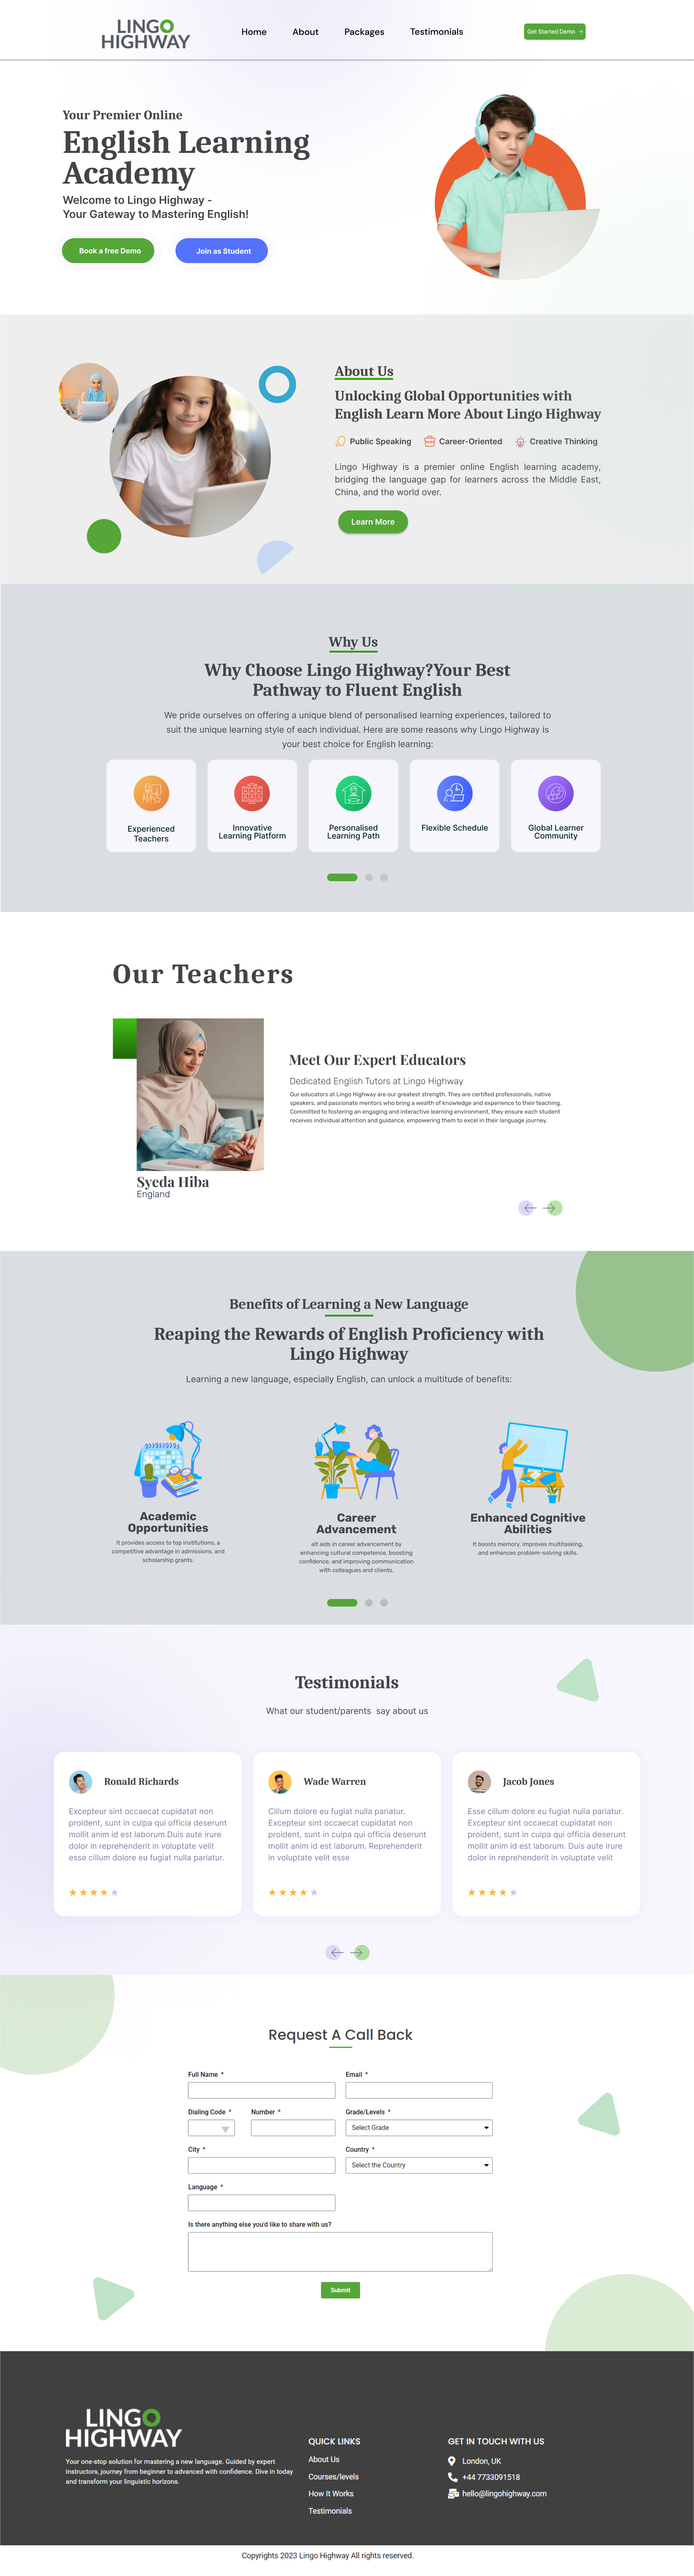 LINGO
HIGHWAY
Home
About
Packages
Testimonials
Get Started Demo →
Your Premier Online
English Learning
Academy
Welcome to Lingo Highway -
Your Gateway to Mastering English!
Book a free Demo
Join as Student
About Us
Unlocking Global Opportunities with
English Learn More About Lingo Highway
Public Speaking
Career-Oriented
Creative Thinking
Lingo Highway is a premier online English learning academy,
bridging the language gap for learners across the Middle East,
China, and the world over.
Learn More
Why Us
Why Choose Lingo Highway?Your Best
Pathway to Fluent English
We pride ourselves on offering a unique blend of personalised learning experiences, tailored to
suit the unique learning style of each individual. Here are some reasons why Lingo Highway is
your best choice for English learning:
Experienced
Teachers
Innovative
Learning Platform
Personalised
Learning Path
Flexible Schedule
Global Learner
Community
Our Teachers
Meet Our Expert Educators
Dedicated English Tutors at Lingo Highway
Our educators at Lingo Highway are our greatest strength. They are certified professionals, native
speakers, and passionate mentors who bring a wealth of knowledge and experience to their teaching.
Committed to fostering an engaging and interactive learning environment, they ensure each student
receives individual attention and guidance, empowering them to excel in their language journey.
Syeda Hiba
England
Benefits of Learning a New Language
Reaping the Rewards of English Proficiency with
Lingo Highway
Learning a new language, especially English, can unlock a multitude of benefits:
Academic
Opportunities
It provides access to top institutions, a
competitive advantage in admissions, and
scholarship grants.
Career
Advancement
aIt aids in career advancement by
enhancing cultural competence, boosting
confidence, and improving communication
with colleagues and clients.
Enhanced Cognitive
Abilities
It boosts memory, improves multitasking,
and enhances problem-solving skills.
Testimonials
What our student/parents say about us
Ronald Richards
Excepteur sint occaecat cupidatat non
proident, sunt in culpa qui officia deserunt
mollit anim id est laborum.Duis aute irure
dolor in reprehenderit in voluptate velit
esse cillum dolore eu fugiat nulla pariatur.
Wade Warren
Cillum dolore eu fugiat nulla pariatur.
Excepteur sint occaecat cupidatat non
proident, sunt in culpa qui officia deserunt
mollit anim id est laborum. Reprehenderit
in voluptate velit esse
Jacob Jones
Esse cillum dolore eu fugiat nulla pariatur.
Excepteur sint occaecat cupidatat non
proident, sunt in culpa qui officia deserunt
mollit anim id est laborum. Duis aute irure
dolor in reprehenderit in voluptate velit
Request A Call Back
Full Name *
Email *
Dialing Code *
Number *
Grade/Levels *
Select Grade
City *
Country *
Select the Country
Language *
Is there anything else you'd like to share with us?
Submit
LINGO
HIGHWAY
Your one-stop solution for mastering a new language. Guided by expert
instructors, journey from beginner to advanced with confidence. Dive in today
and transform your linguistic horizons.
QUICK LINKS
About Us
Courses/levels
How It Works
Testimonials
GET IN TOUCH WITH US
London, UK
+44 7733091518
hello@lingohighway.com
Copyrights 2023 Lingo Highway All rights reserved.